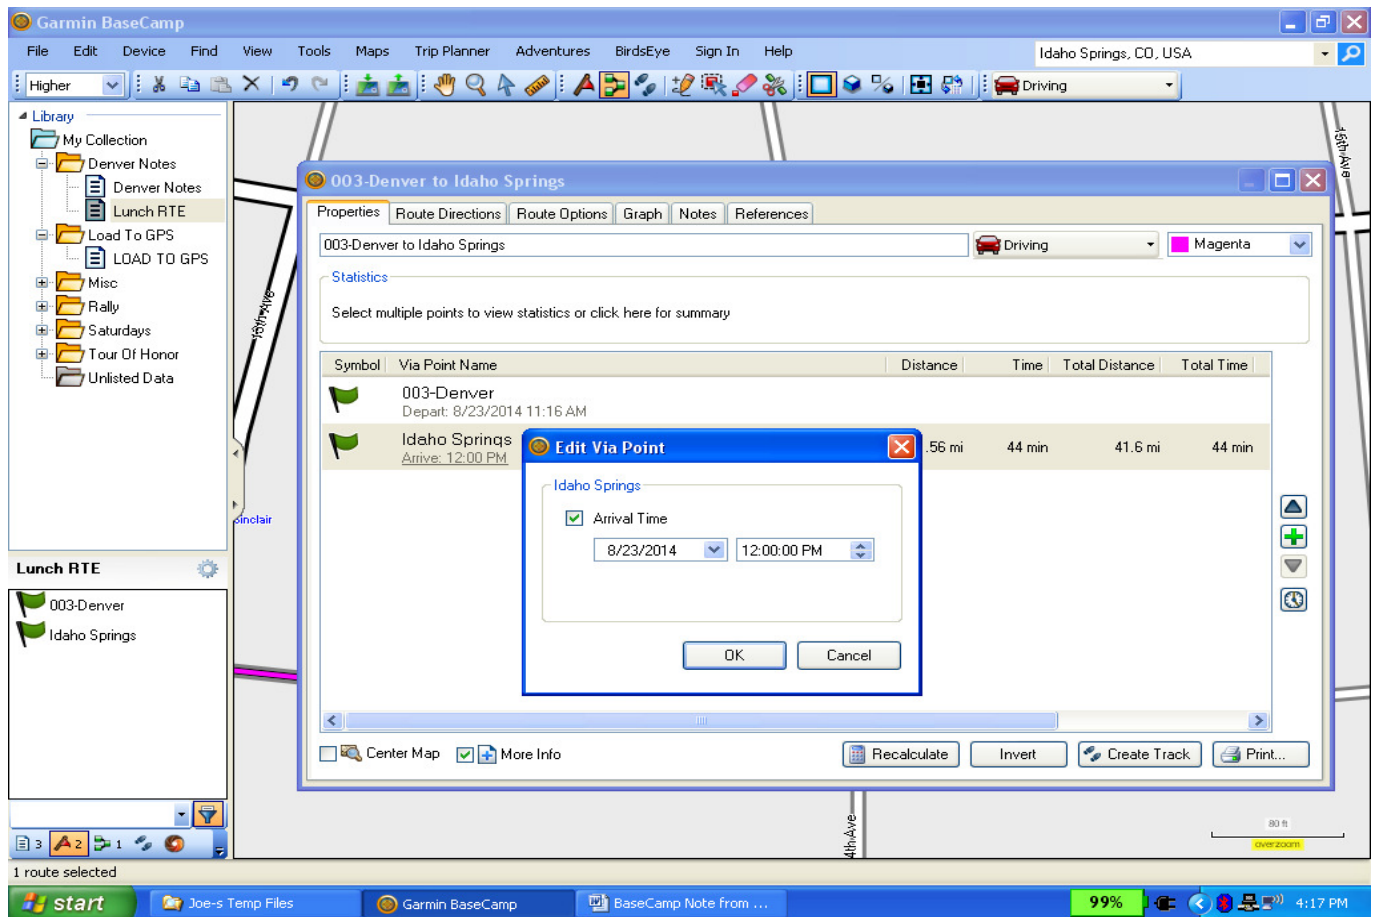 Garmin BaseCamp
File Edit Device Find View Tools Maps Trip Planner Adventures BirdsEye Sign In Help
Idaho Springs, CO, USA
Higher
Driving
Library
My Collection
Denver Notes
Denver Notes
Lunch RTE
Load To GPS
LOAD TO GPS
Misc
Rally
Saturdays
Tour Of Honor
Unlisted Data
16th-Ave
Sinclair
15th-Ave
003-Denver to Idaho Springs
Properties Route Directions Route Options Graph Notes References
003-Denver to Idaho Springs
Driving
Magenta
Statistics
Select multiple points to view statistics or click here for summary
Symbol Via Point Name Distance Time Total Distance Total Time
003-Denver
Depart: 8/23/2014 11:16 AM
Idaho Springs
Arrive: 12:00 PM
.56 mi 44 min 41.6 mi 44 min
Edit Via Point
Idaho Springs
Arrival Time
8/23/2014 12:00:00 PM
OK Cancel
Center Map More Info Recalculate Invert Create Track Print...
Lunch RTE
003-Denver
Idaho Springs
3 2 1
4th-Ave
80 ft
overzoom
1 route selected
start Joe-s Temp Files Garmin BaseCamp BaseCamp Note from ... 99% 4:17 PM